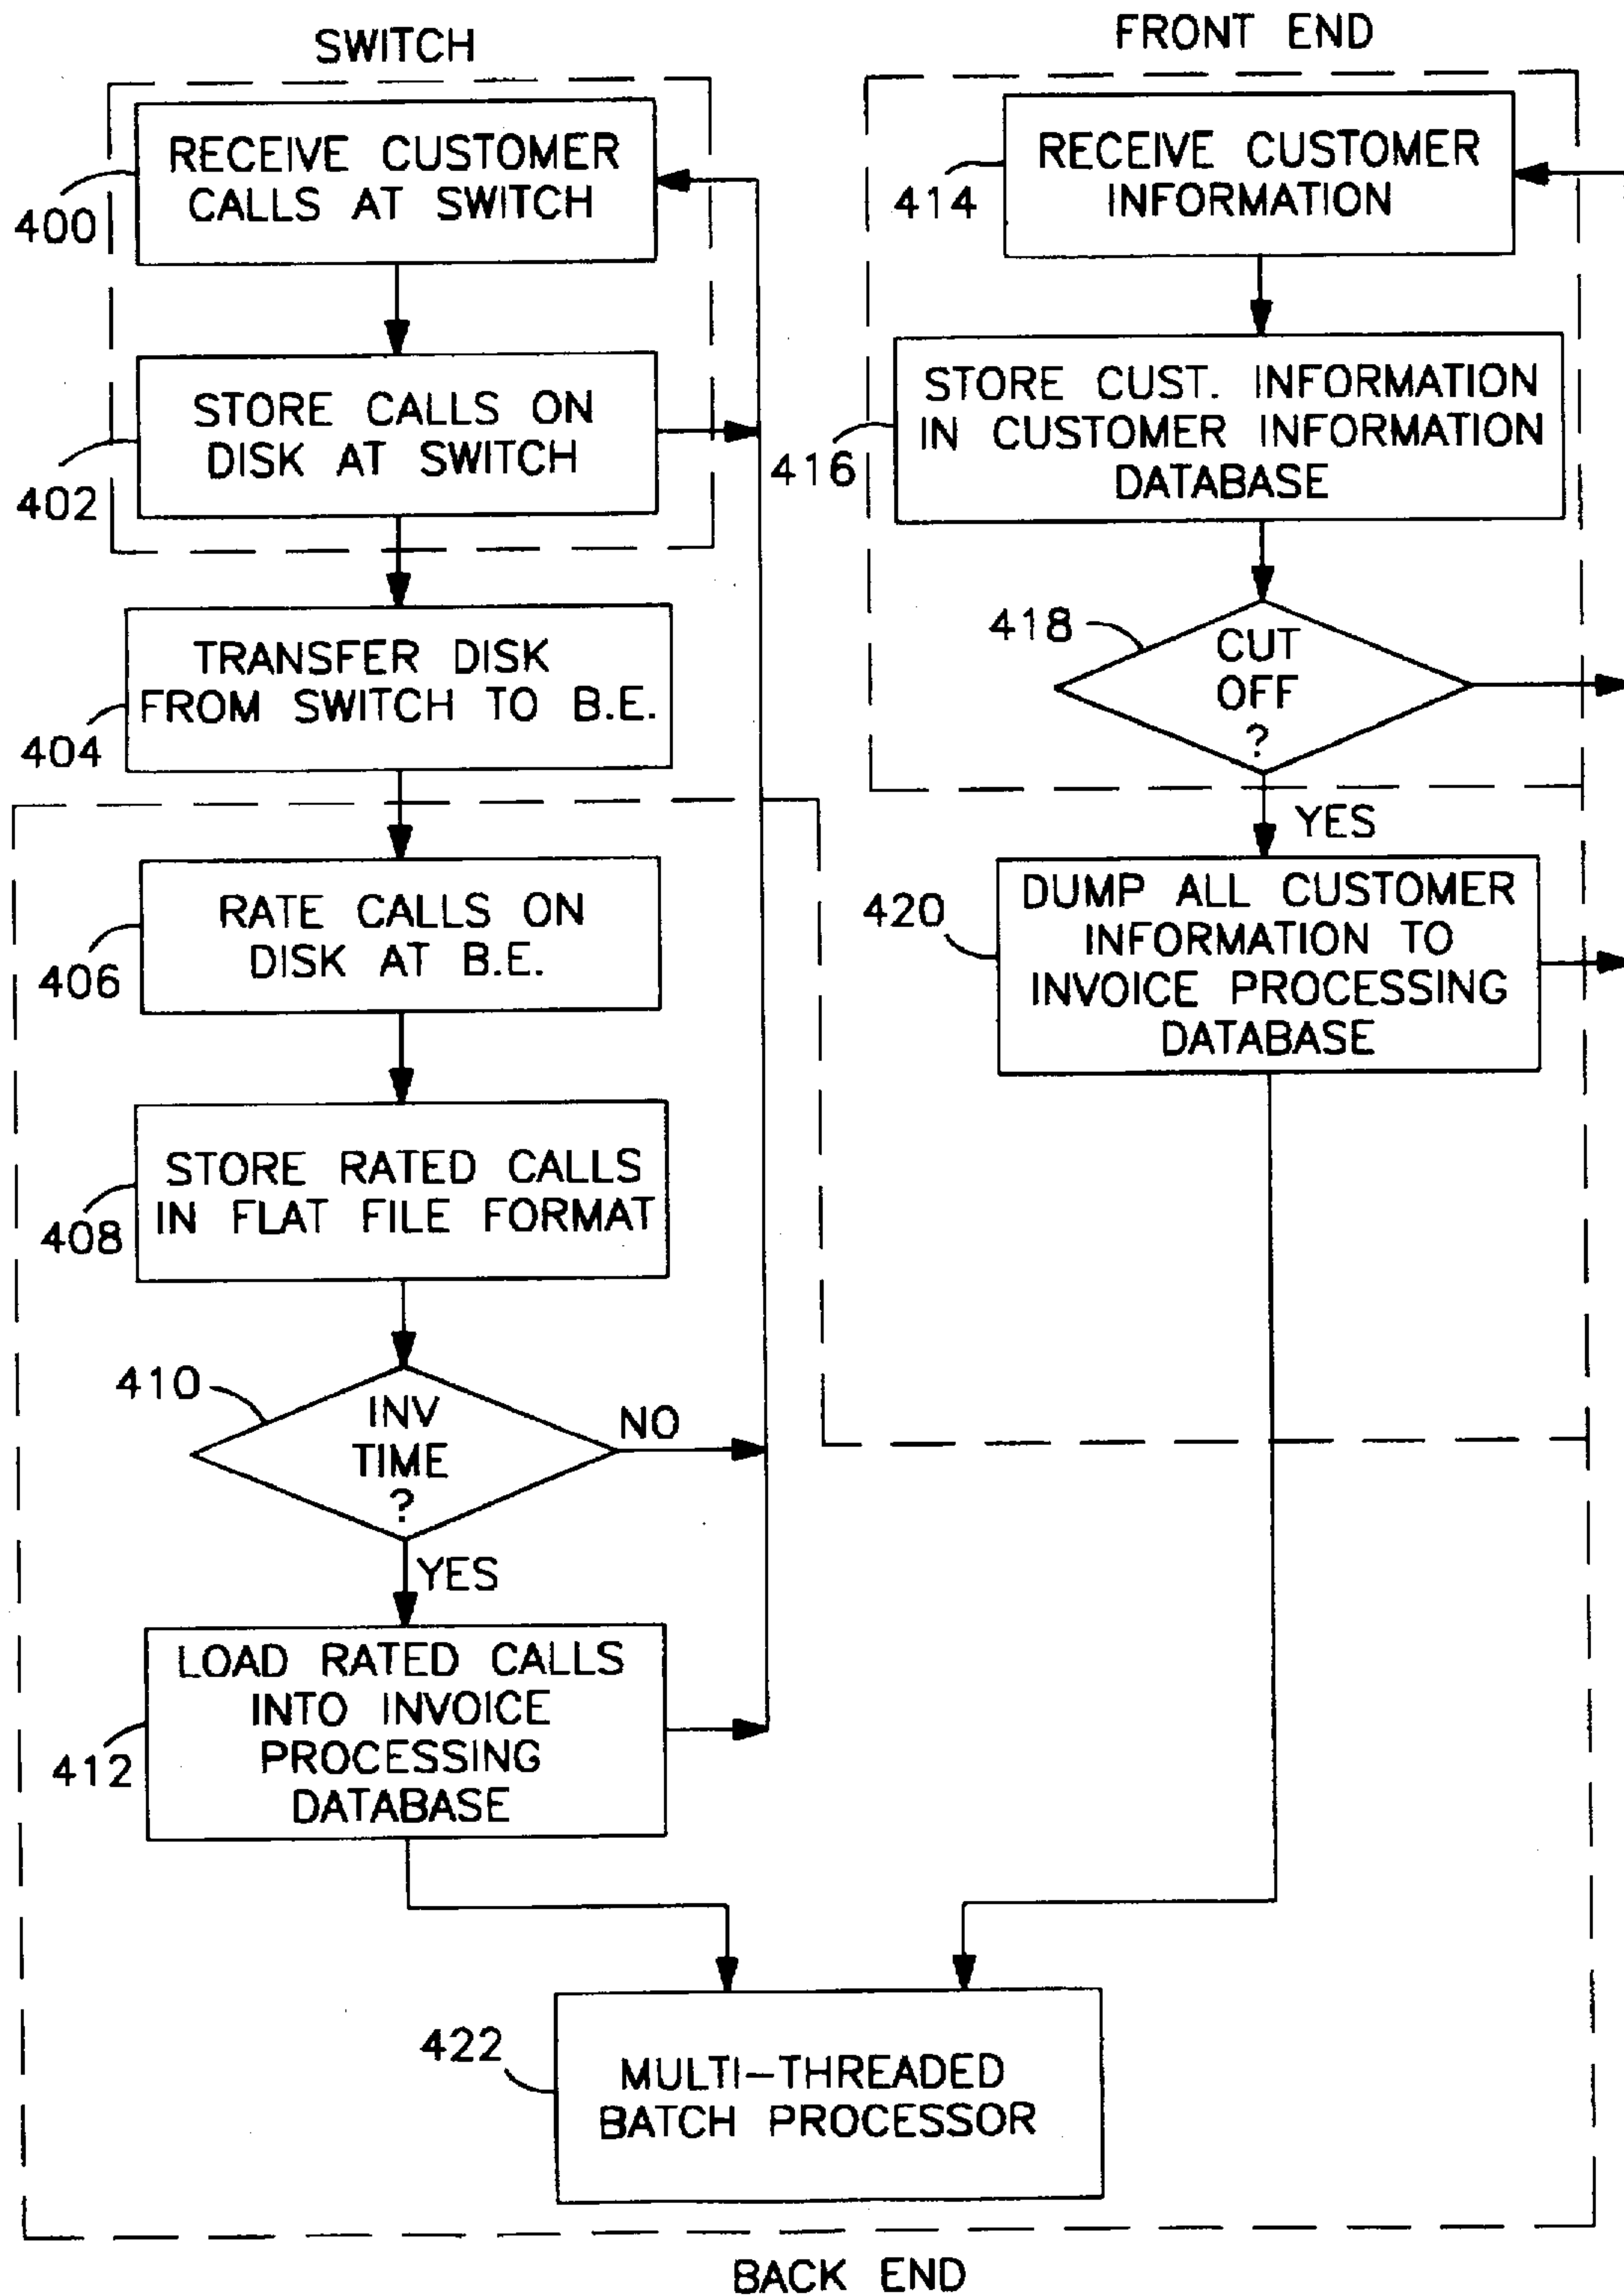 SWITCH
RECEIVE CUSTOMER
CALLS AT SWITCH
400
STORE CALLS ON
DISK AT SWITCH
402
TRANSFER DISK
FROM SWITCH TO B.E.
404
RATE CALLS ON
DISK AT B.E.
406
STORE RATED CALLS
IN FLAT FILE FORMAT
408
410
INV
TIME
?
NO
YES
LOAD RATED CALLS
INTO INVOICE
PROCESSING
DATABASE
412
FRONT END
RECEIVE CUSTOMER
INFORMATION
414
STORE CUST. INFORMATION
IN CUSTOMER INFORMATION
DATABASE
416
418
CUT
OFF
?
YES
DUMP ALL CUSTOMER
INFORMATION TO
INVOICE PROCESSING
DATABASE
420
422
MULTI-THREADED
BATCH PROCESSOR
BACK END